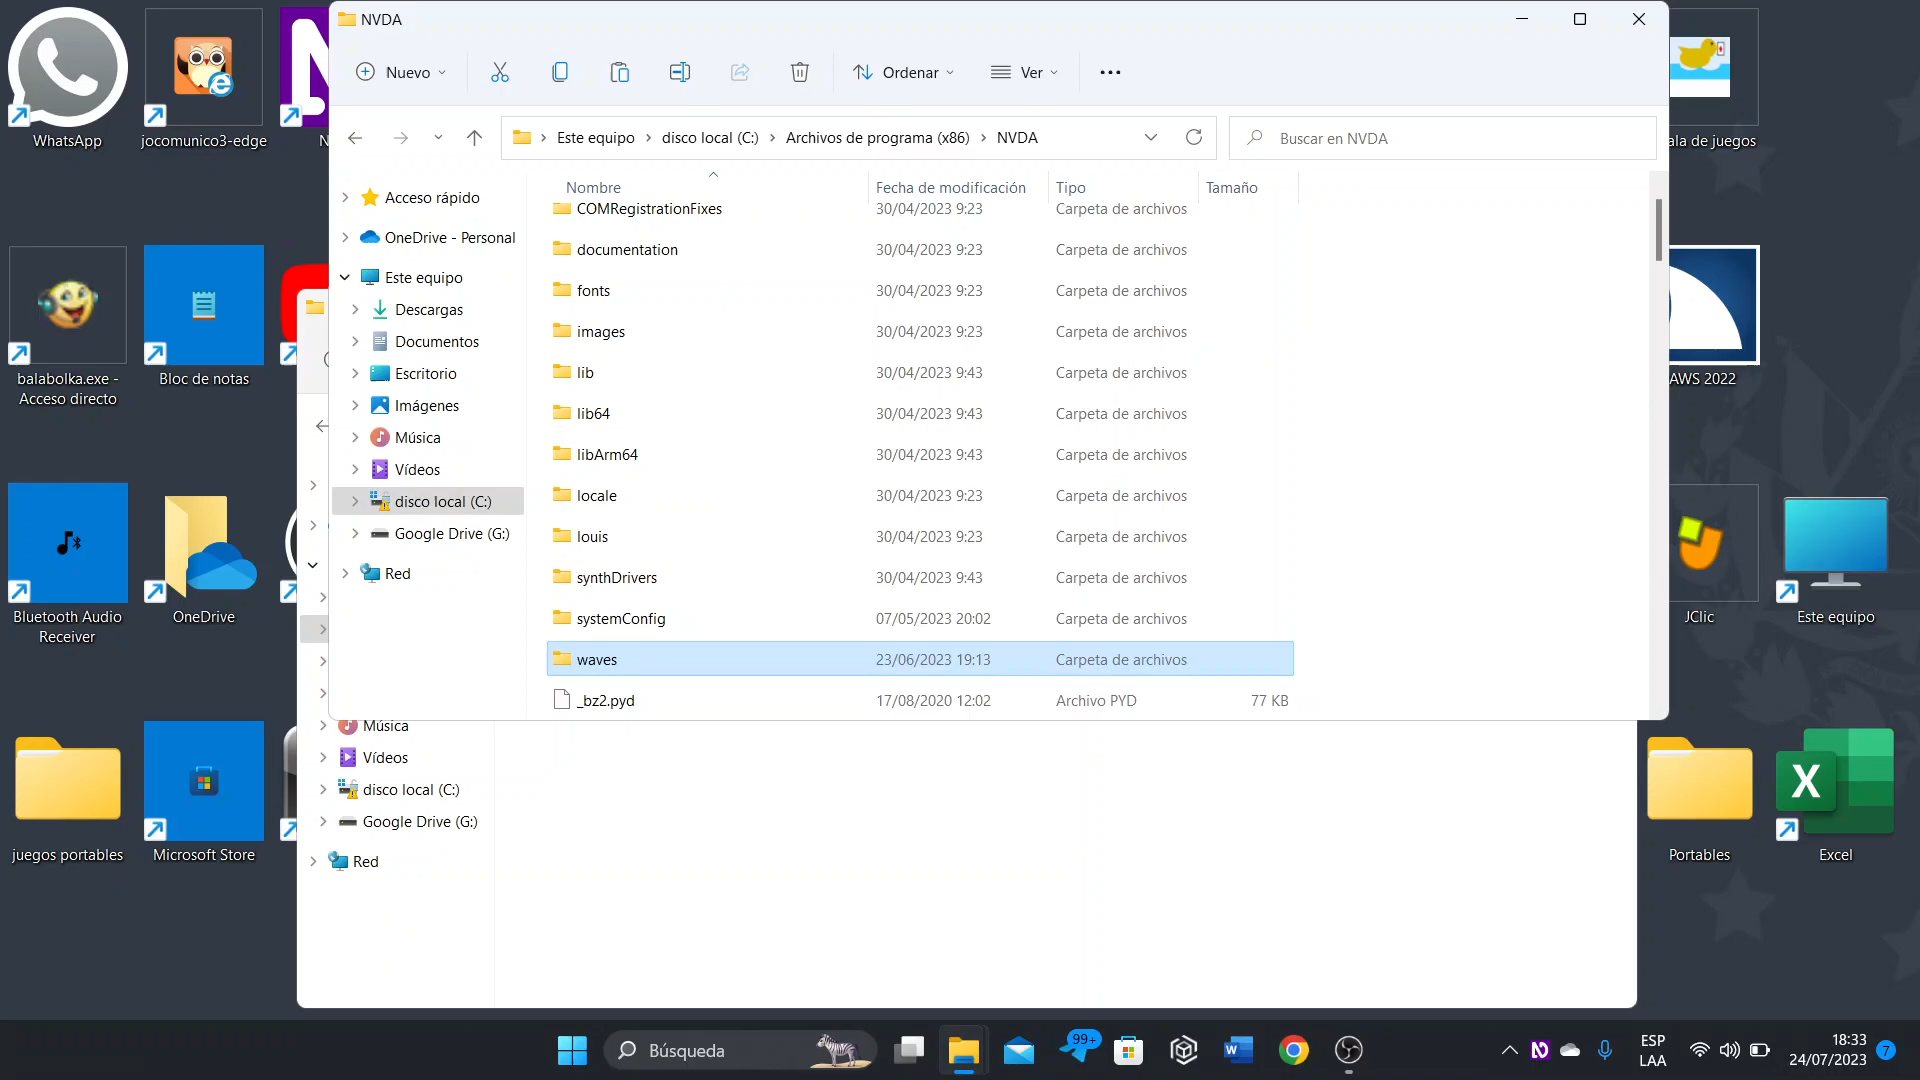 NVDA
Nuevo
Ordenar
Ver
Este equipo
disco local (C:)
Archivos de programa (x86)
NVDA
Buscar en NVDA
Nombre
Fecha de modificación
Tipo
Tamaño
COMRegistrationFixes 30/04/2023 9:23 Carpeta de archivos
documentation 30/04/2023 9:23 Carpeta de archivos
fonts 30/04/2023 9:23 Carpeta de archivos
images 30/04/2023 9:23 Carpeta de archivos
lib 30/04/2023 9:43 Carpeta de archivos
lib64 30/04/2023 9:43 Carpeta de archivos
libArm64 30/04/2023 9:43 Carpeta de archivos
locale 30/04/2023 9:23 Carpeta de archivos
louis 30/04/2023 9:23 Carpeta de archivos
synthDrivers 30/04/2023 9:43 Carpeta de archivos
systemConfig 07/05/2023 20:02 Carpeta de archivos
waves 23/06/2023 19:13 Carpeta de archivos
_bz2.pyd 17/08/2020 12:02 Archivo PYD 77 KB
Acceso rápido
OneDrive - Personal
Este equipo
Descargas
Documentos
Escritorio
Imágenes
Música
Vídeos
disco local (C:)
Google Drive (G:)
Red
Música
Vídeos
disco local (C:)
Google Drive (G:)
Red
WhatsApp
jocomunico3-edge
N
ala de juegos
balabolka.exe -
Acceso directo
Bloc de notas
AWS 2022
Bluetooth Audio
Receiver
OneDrive
JClic
Este equipo
juegos portables
Microsoft Store
Portables
X
Excel
Búsqueda
99+
W
ESP
LAA
18:33
24/07/2023
7